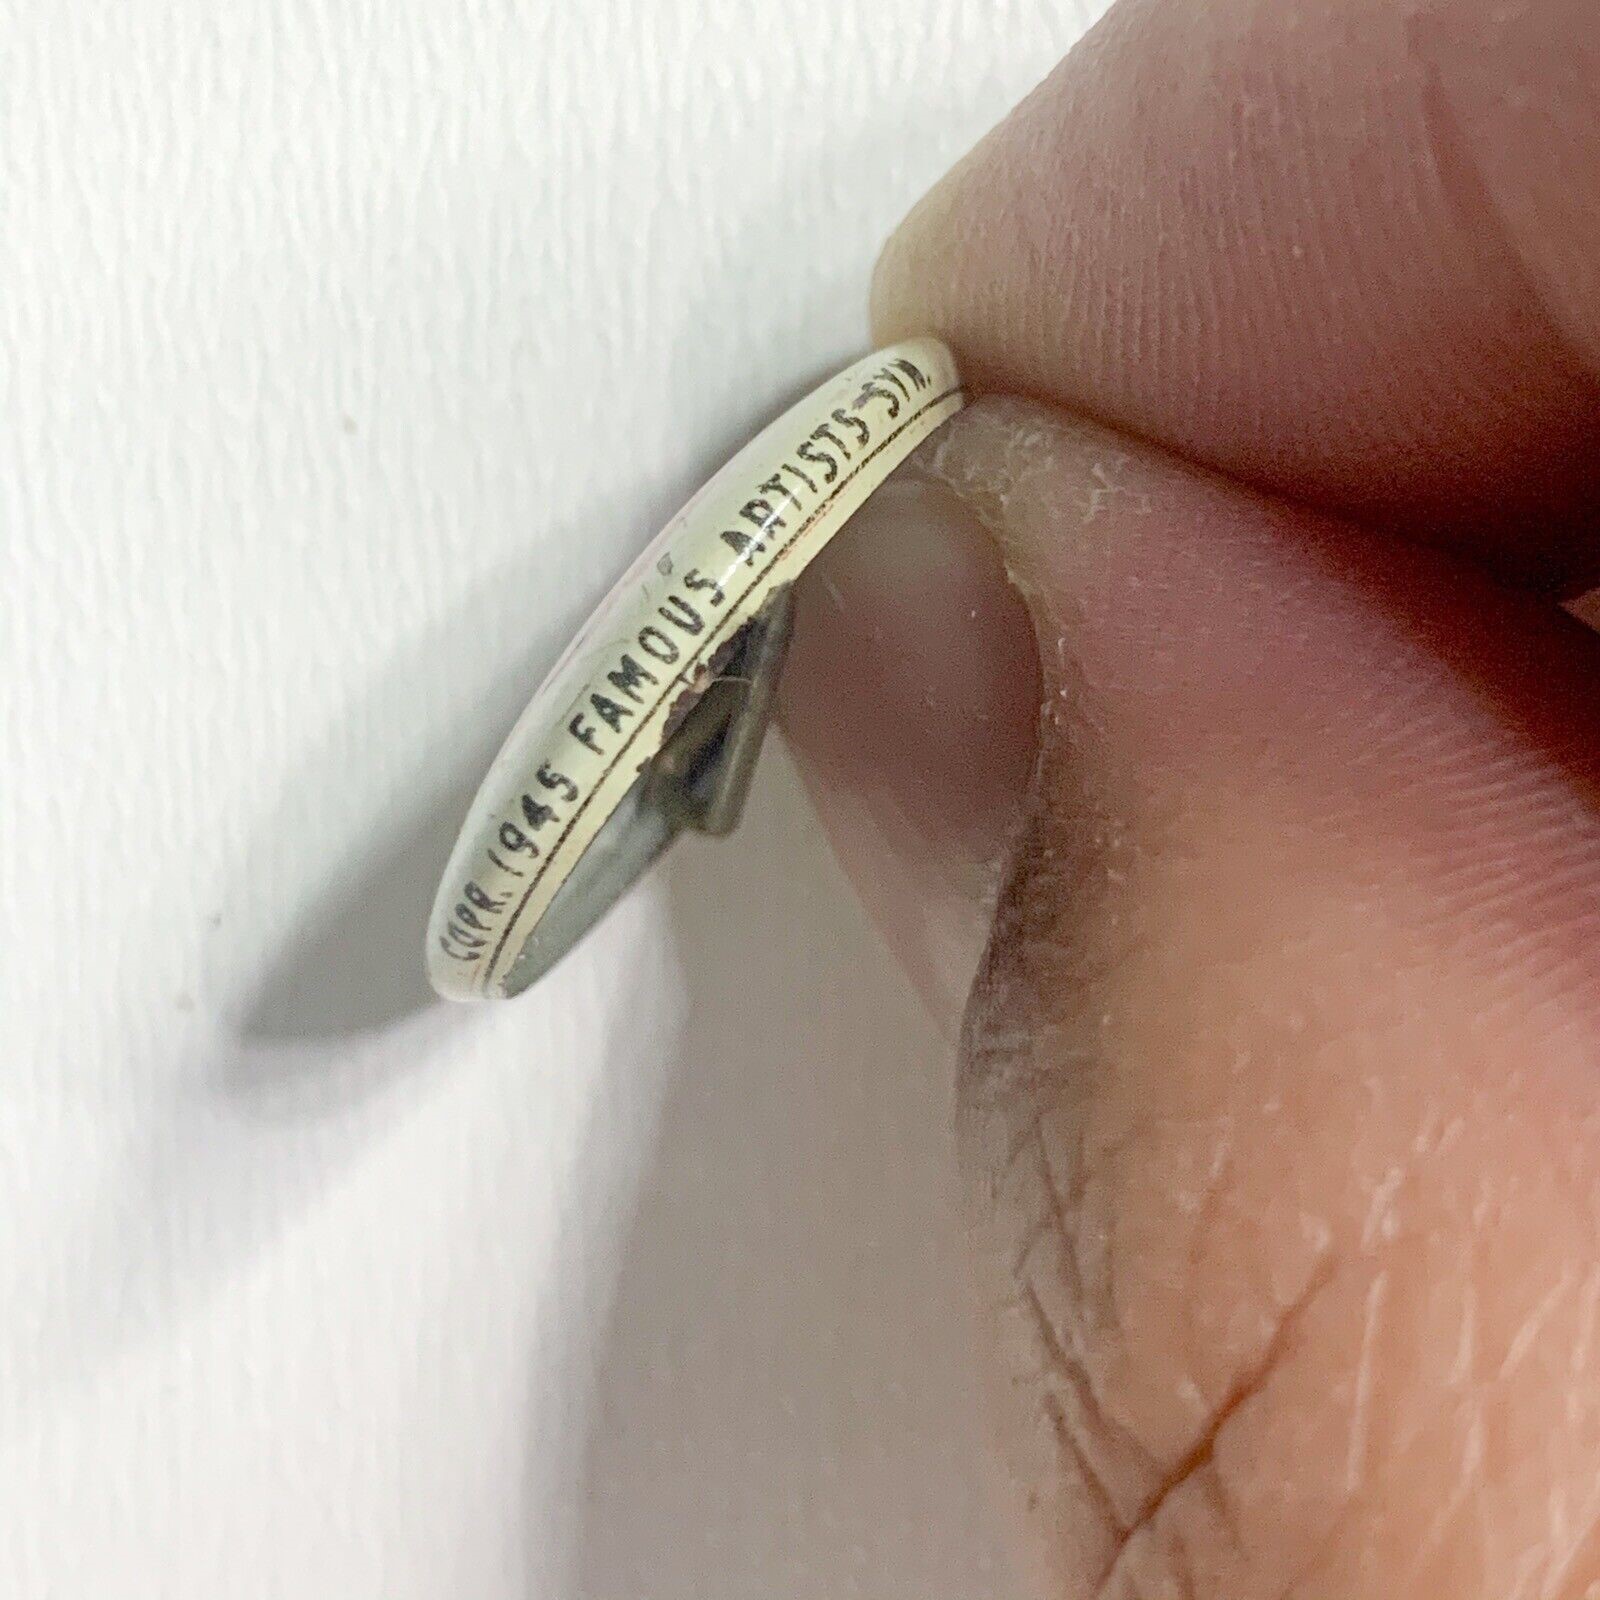 COPR. 1945 FAMOUS ARTISTS-SYN.